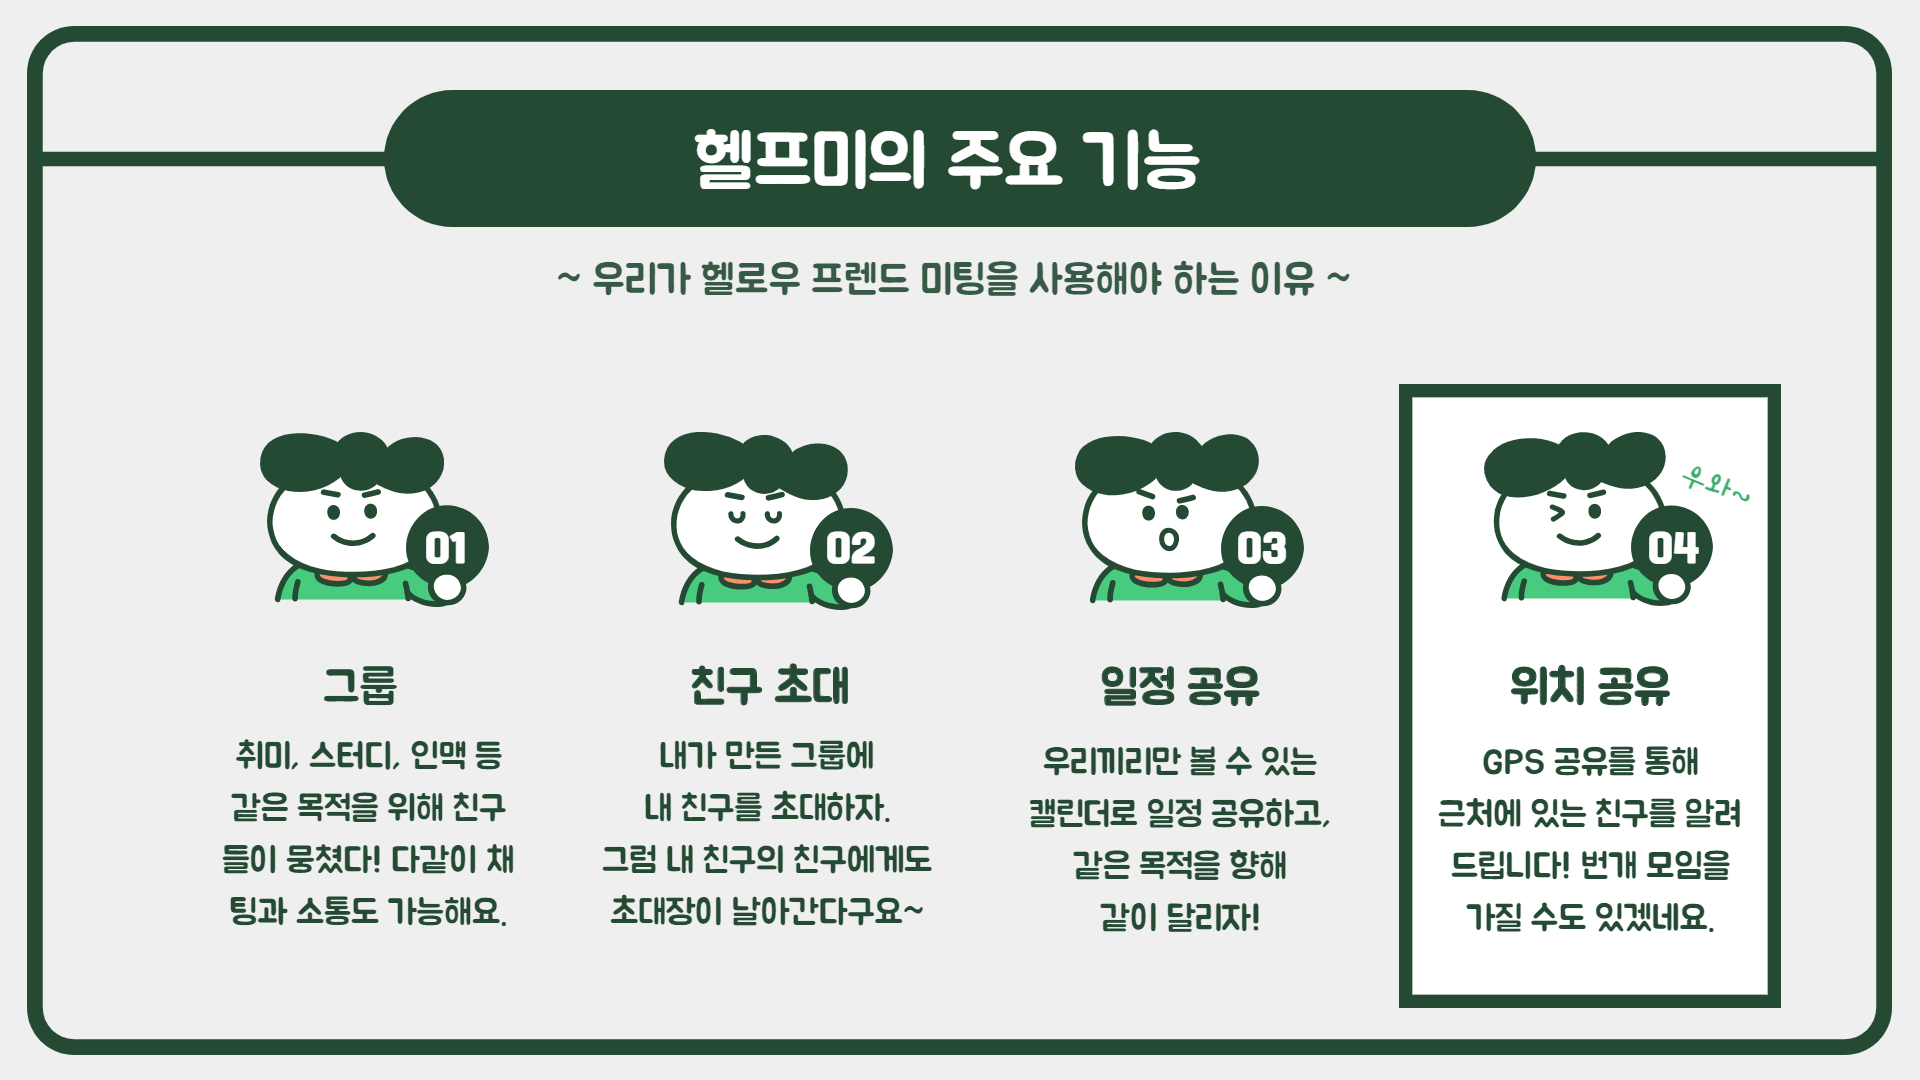 헬프미의 주요 기능
~ 우리가 헬로우 프렌드 미팅을 사용해야 하는 이유 ~
01
그룹
취미, 스터디, 인맥 등
같은 목적을 위해 친구
들이 뭉쳤다! 다같이 채
팅과 소통도 가능해요.
02
친구 초대
내가 만든 그룹에
내 친구를 초대하자.
그럼 내 친구의 친구에게도
초대장이 날아간다구요~
03
일정 공유
우리끼리만 볼 수 있는
캘린더로 일정 공유하고,
같은 목적을 향해
같이 달리자!
우와~
04
위치 공유
GPS 공유를 통해
근처에 있는 친구를 알려
드립니다! 번개 모임을
가질 수도 있겠네요.